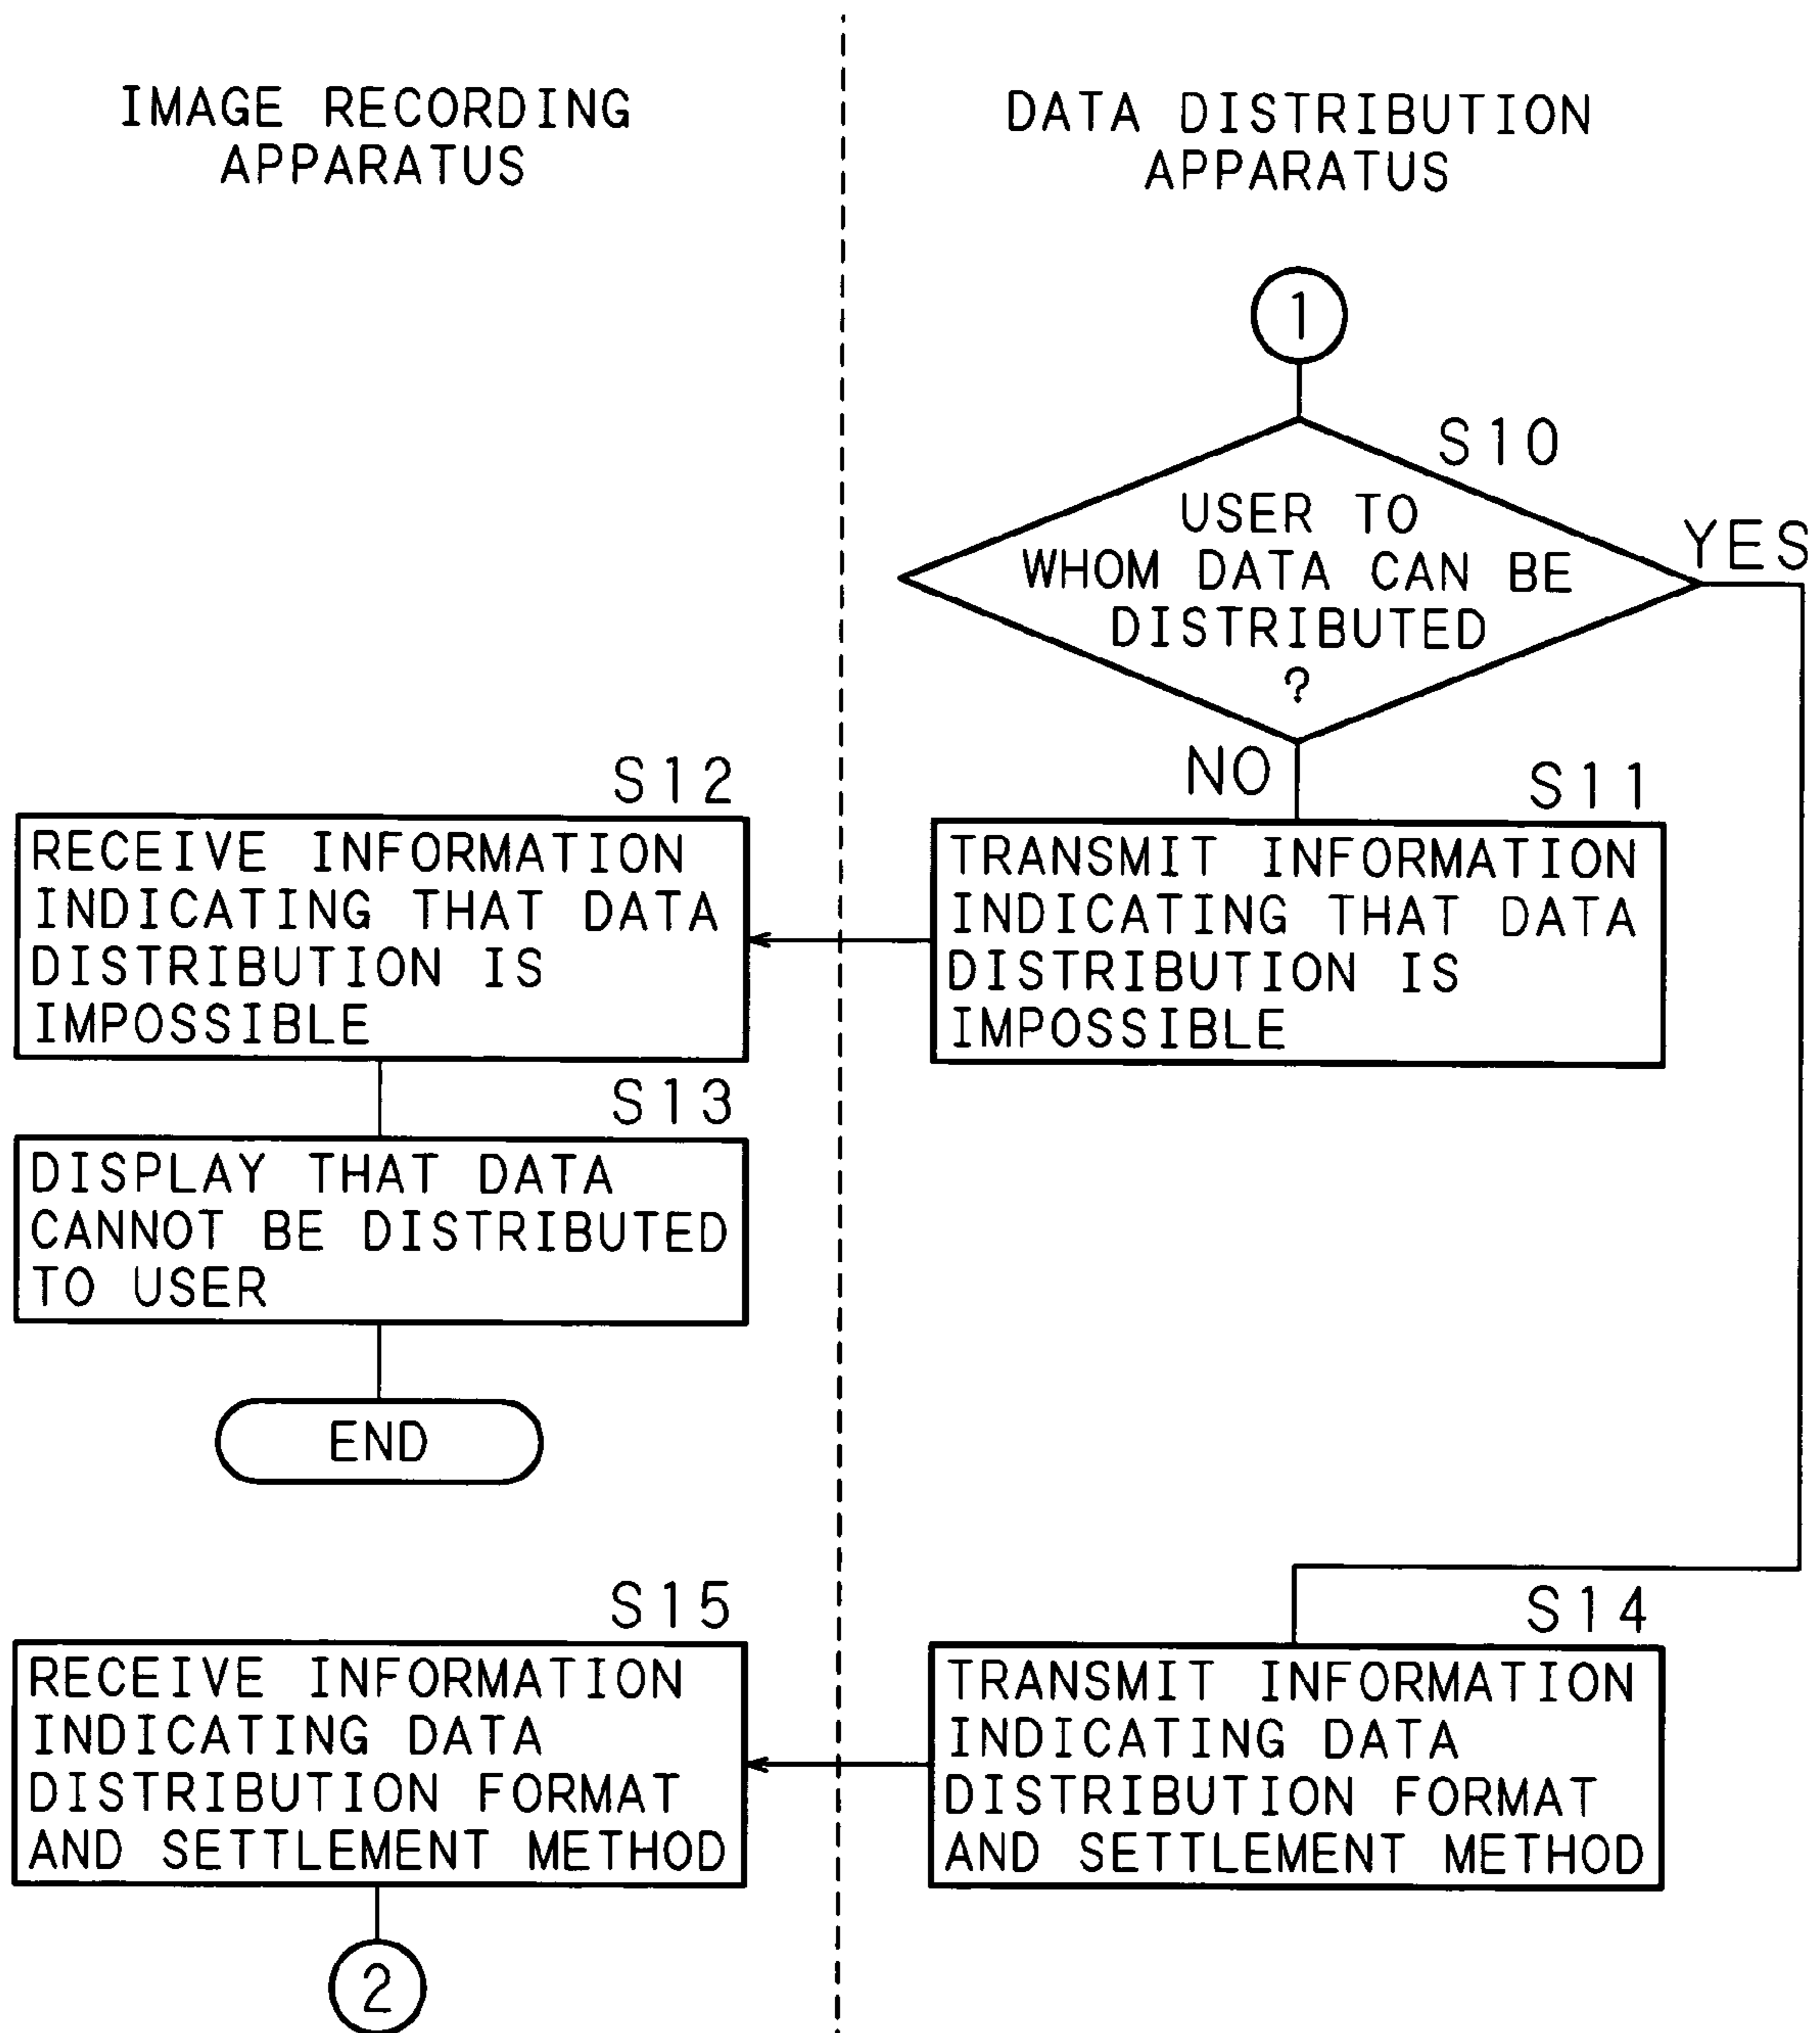 IMAGE RECORDING
APPARATUS
DATA DISTRIBUTION
APPARATUS
1
S10
USER TO
WHOM DATA CAN BE
DISTRIBUTED
?
YES
NO
S11
TRANSMIT INFORMATION
INDICATING THAT DATA
DISTRIBUTION IS
IMPOSSIBLE
S12
RECEIVE INFORMATION
INDICATING THAT DATA
DISTRIBUTION IS
IMPOSSIBLE
S13
DISPLAY THAT DATA
CANNOT BE DISTRIBUTED
TO USER
END
S14
TRANSMIT INFORMATION
INDICATING DATA
DISTRIBUTION FORMAT
AND SETTLEMENT METHOD
S15
RECEIVE INFORMATION
INDICATING DATA
DISTRIBUTION FORMAT
AND SETTLEMENT METHOD
2